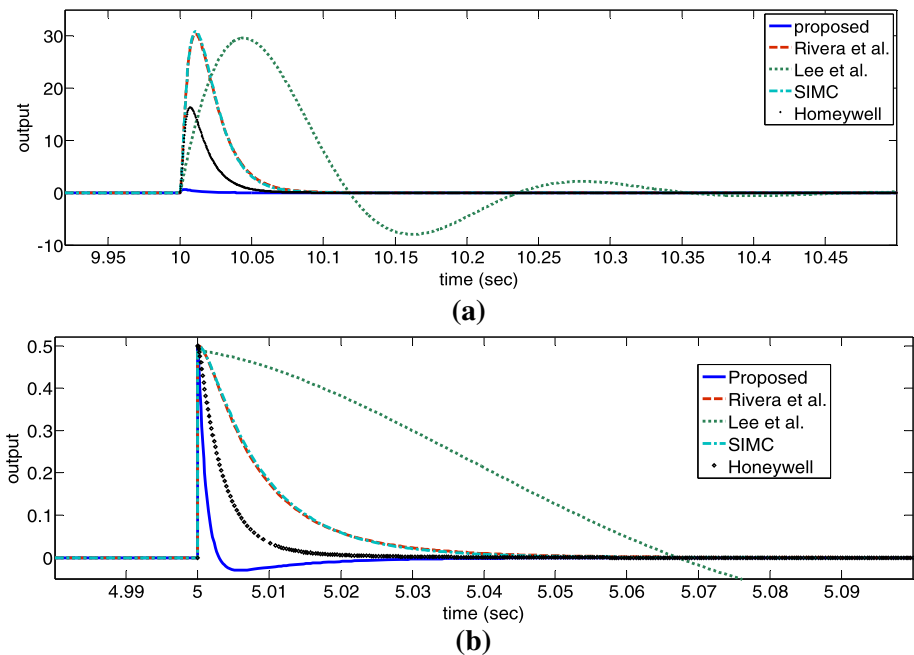 30
20
10
0
-10
output
proposed
Rivera et al.
Lee et al.
SIMC
Homeywell
9.95
10
10.05
10.1
10.15
10.2
10.25
10.3
10.35
10.4
10.45
time (sec)
(a)
0.5
0.4
0.3
0.2
0.1
0
output
Proposed
Rivera et al.
Lee et al.
SIMC
Honeywell
4.99
5
5.01
5.02
5.03
5.04
5.05
5.06
5.07
5.08
5.09
time (sec)
(b)